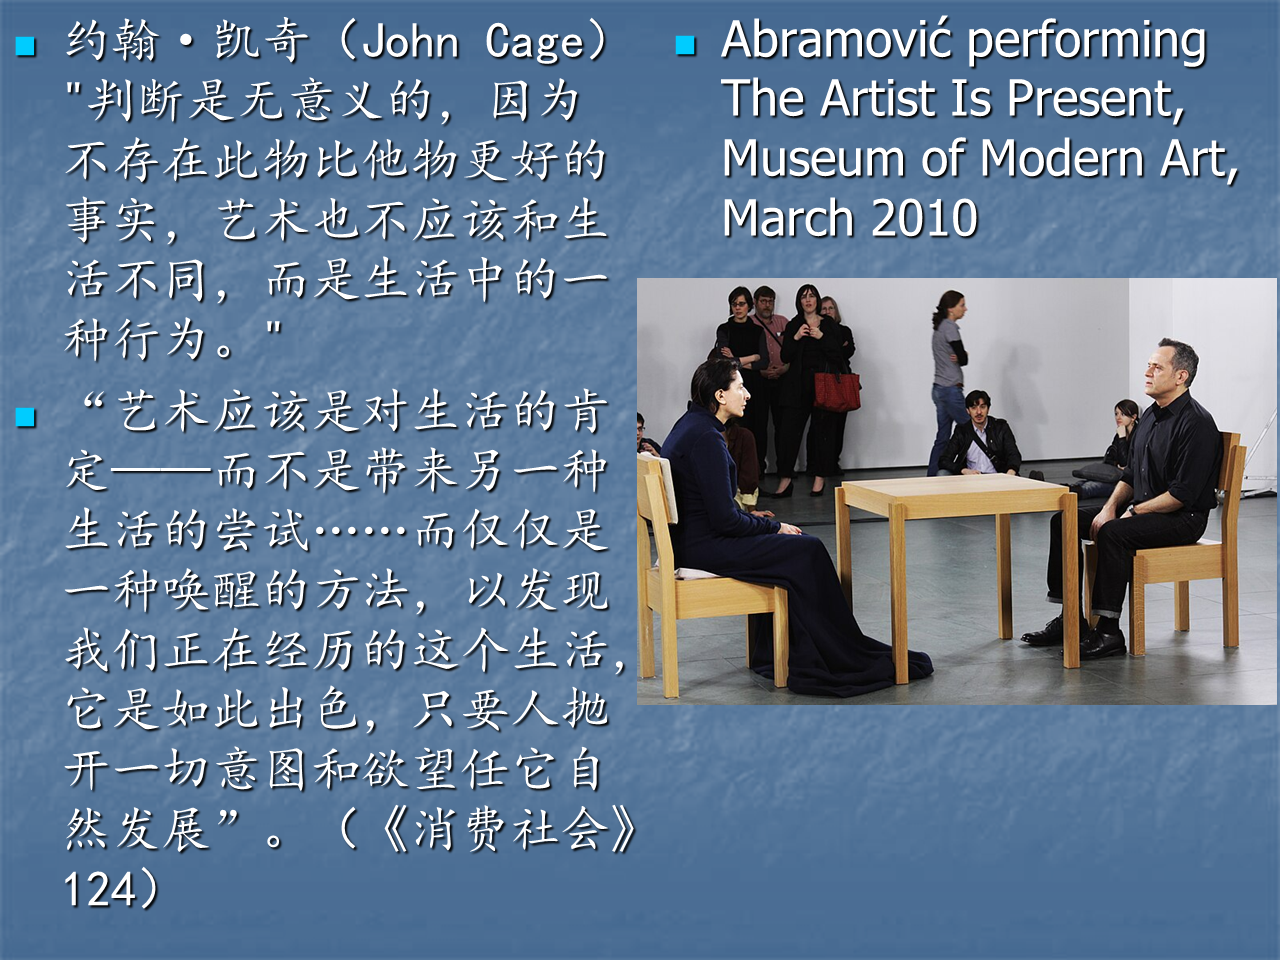 约翰·凯奇（John Cage）
"判断是无意义的，因为
不存在此物比他物更好的
事实，艺术也不应该和生
活不同，而是生活中的一
种行为。"
“艺术应该是对生活的肯
定——而不是带来另一种
生活的尝试……而仅仅是
一种唤醒的方法，以发现
我们正在经历的这个生活，
它是如此出色，只要人抛
开一切意图和欲望任它自
然发展”。（《消费社会》
124）
Abramović performing
The Artist Is Present,
Museum of Modern Art,
March 2010